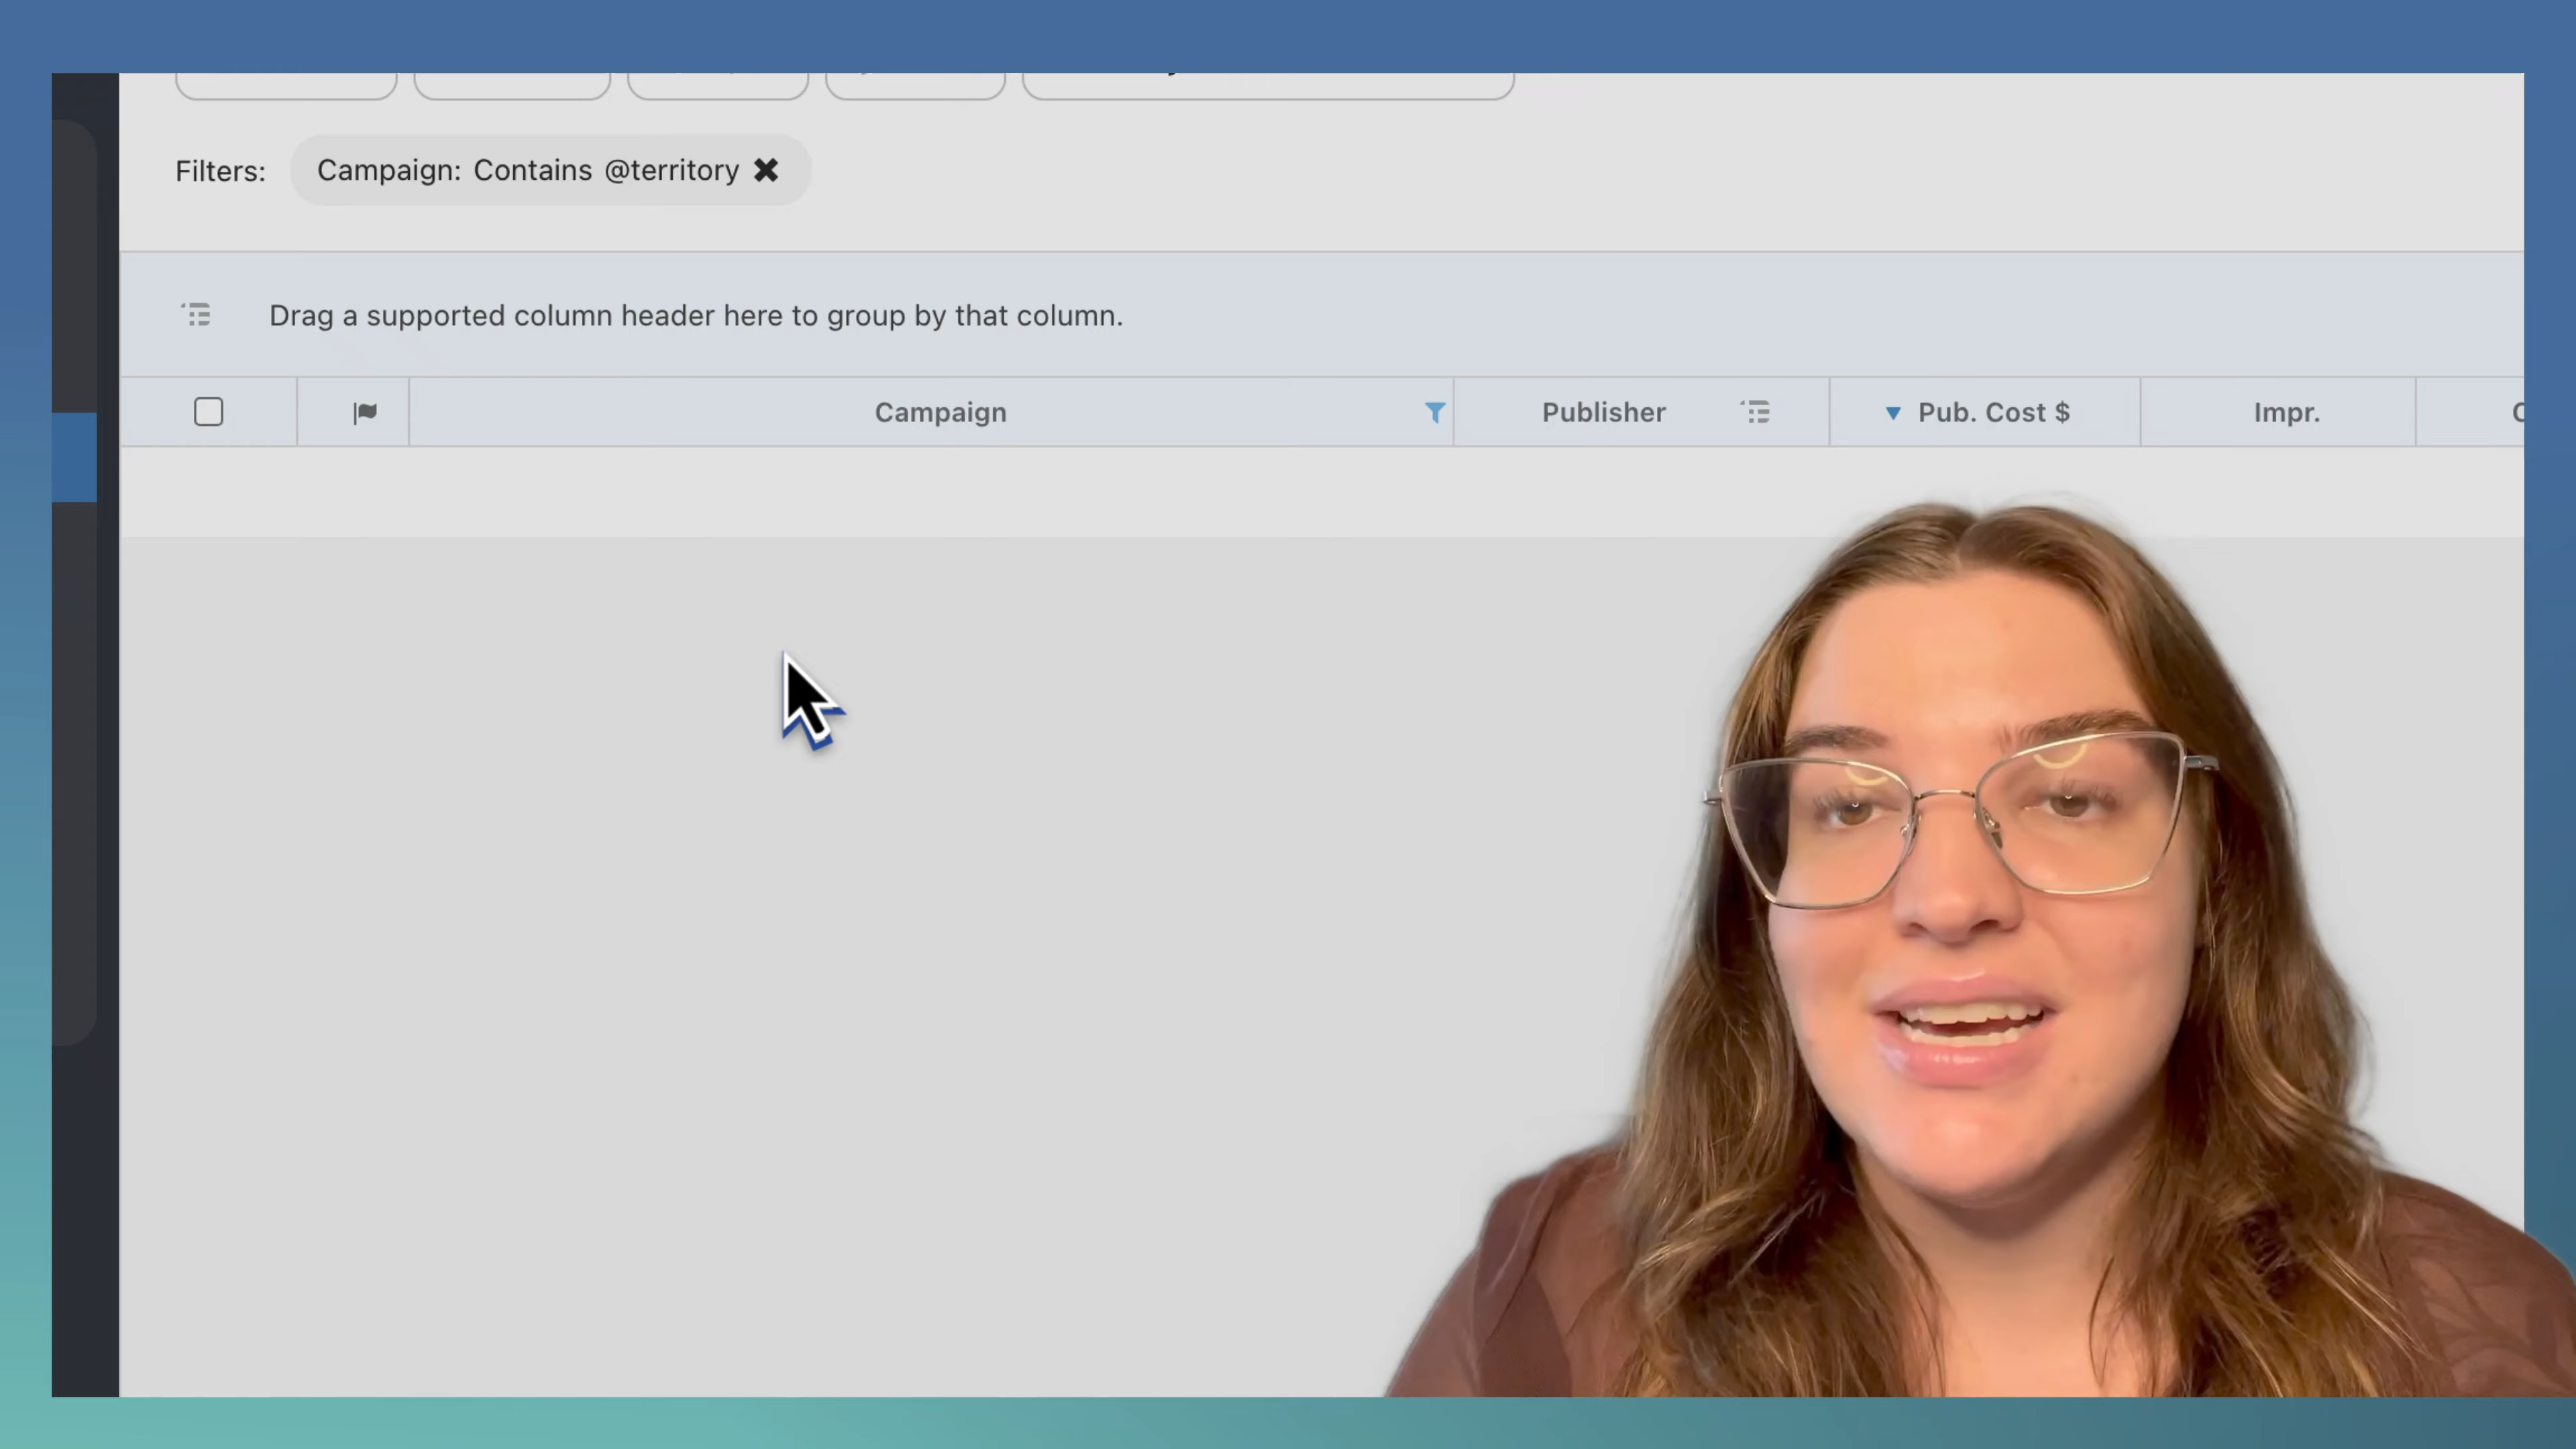 Filters: Campaign: Contains @territory
Drag a supported column header here to group by that column.
Campaign Publisher Pub. Cost $ Impr.